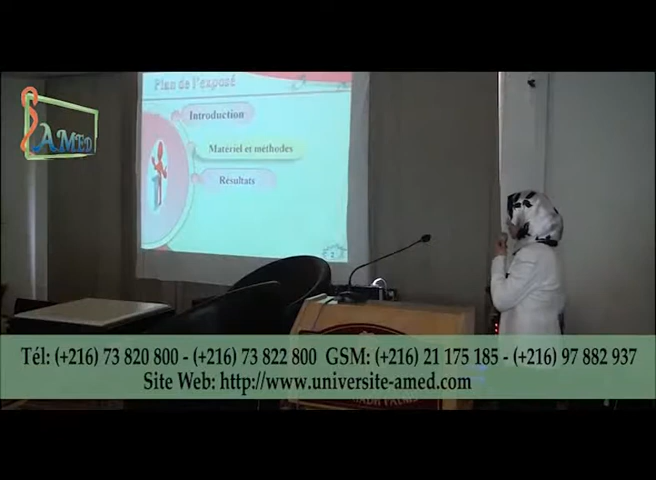 Plan de l'exposé
Introduction
Matériel et méthodes
Résultats
2
AMED
Tél: (+216) 73 820 800 - (+216) 73 822 800 GSM: (+216) 21 175 185 - (+216) 97 882 937
Site Web: http://www.universite-amed.com